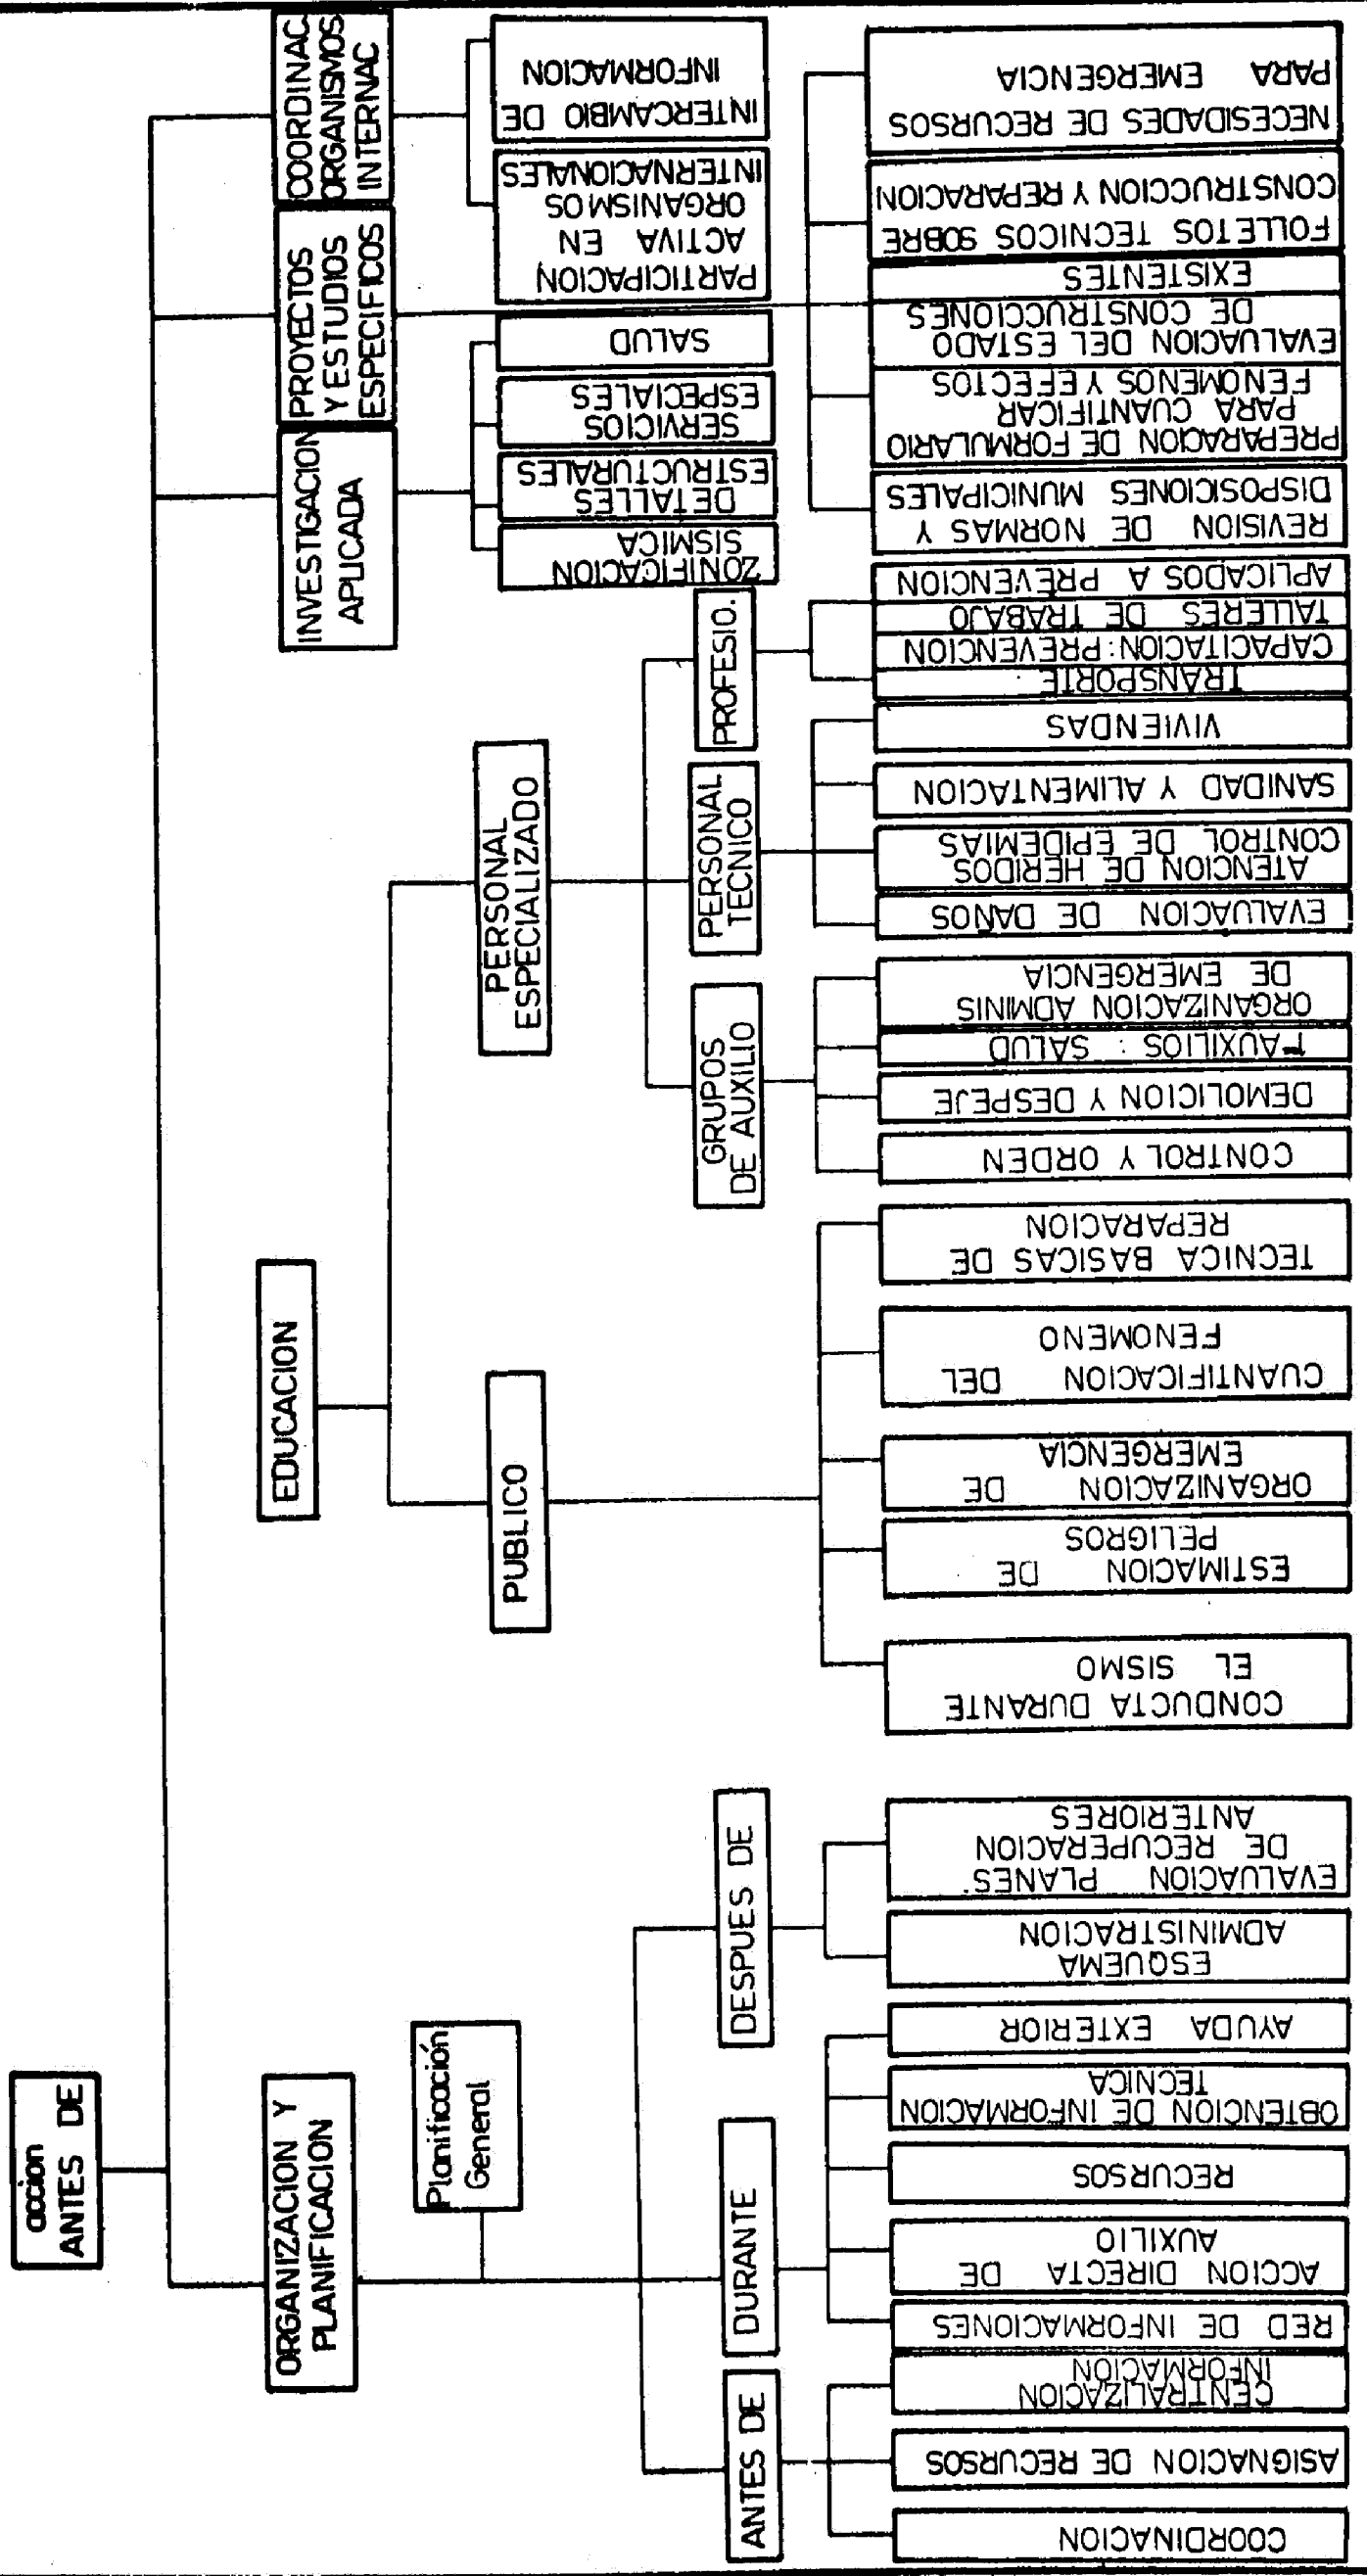 accion
ANTES DE
ORGANIZACION Y
PLANIFICACION
Planificación
General
ANTES DE
COORDINACION
ASIGNACION DE RECURSOS
CENTRALIZACION
INFORMACION
DURANTE
RED DE INFORMACIONES
ACCION DIRECTA DE
AUXILIO
RECURSOS
OBTENCION DE INFORMACION
TECNICA
AYUDA EXTERIOR
DESPUES DE
ESQUEMA
ADMINISTRACION
EVALUACION PLANES
DE RECUPERACION
ANTERIORES
EDUCACION
PUBLICO
CONDUCTA DURANTE
EL SISMO
ESTIMACION DE
PELIGROS
ORGANIZACION DE
EMERGENCIA
CUANTIFICACION DEL
FENOMENO
TECNICA BASICAS DE
REPARACION
PERSONAL
ESPECIALIZADO
GRUPOS
DE AUXILIO
CONTROL Y ORDEN
DEMOLICION Y DESPEJE
AUXILIOS : SALUD
ORGANIZACION ADMINIS
DE EMERGENCIA
PERSONAL
TECNICO
EVALUACION DE DAÑOS
ATENCION DE HERIDOS
CONTROL DE EPIDEMIAS
SANIDAD Y ALIMENTACION
VIVIENDAS
PROFESIO.
TRANSPORTE
CAPACITACION: PREVENCION
TALLERES DE TRABAJO
APLICADOS A PREVENCION
INVESTIGACION
APLICADA
ZONIFICACION
SISMICA
DETALLES
ESTRUCTURALES
SERVICIOS
ESPECIALES
SALUD
PROYECTOS
Y ESTUDIOS
ESPECIFICOS
REVISION DE NORMAS Y
DISPOSICIONES MUNICIPALES
PREPARACION DE FORMULARIO
PARA CUANTIFICAR
FENOMENOS Y EFECTOS
EVALUACION DEL ESTADO
DE CONSTRUCCIONES
EXISTENTES
FOLLETOS TECNICOS SOBRE
CONSTRUCCION Y REPARACION
NECESIDADES DE RECURSOS
PARA EMERGENCIA
COORDINAC
ORGANISMOS
INTERNAC
PARTICIPACION
ACTIVA EN
ORGANISMOS
INTERNACIONALES
INTERCAMBIO DE
INFORMACION